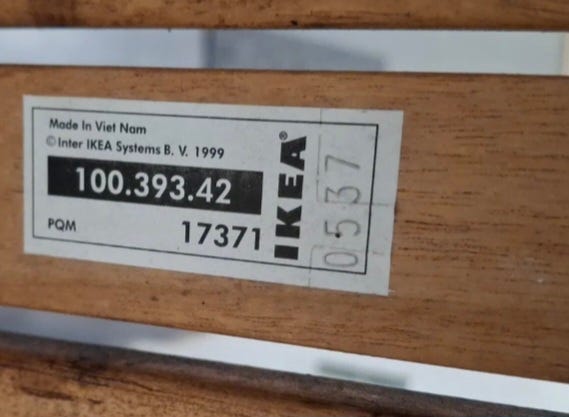 Made In Viet Nam
© Inter IKEA Systems B. V. 1999
100.393.42
PQM
17371
IKEA®
0537